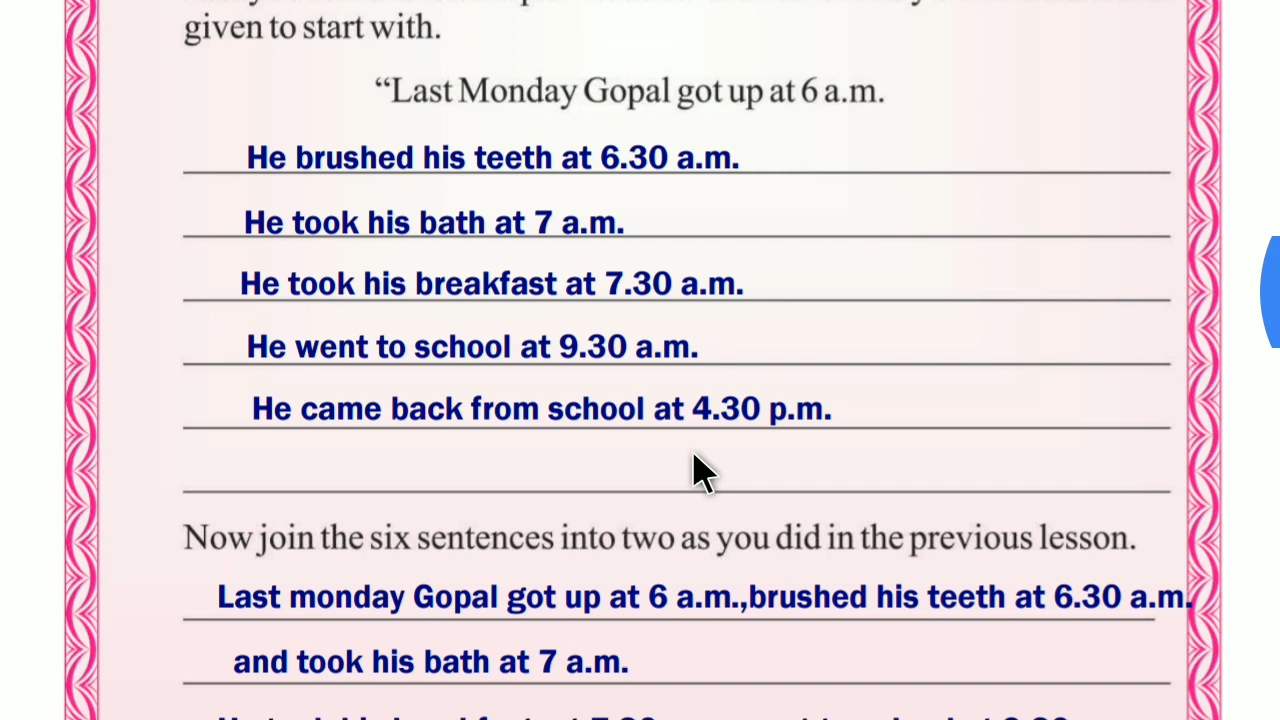 given to start with.
“Last Monday Gopal got up at 6 a.m.
He brushed his teeth at 6.30 a.m.
He took his bath at 7 a.m.
He took his breakfast at 7.30 a.m.
He went to school at 9.30 a.m.
He came back from school at 4.30 p.m.
Now join the six sentences into two as you did in the previous lesson.
Last monday Gopal got up at 6 a.m.,brushed his teeth at 6.30 a.m.
and took his bath at 7 a.m.